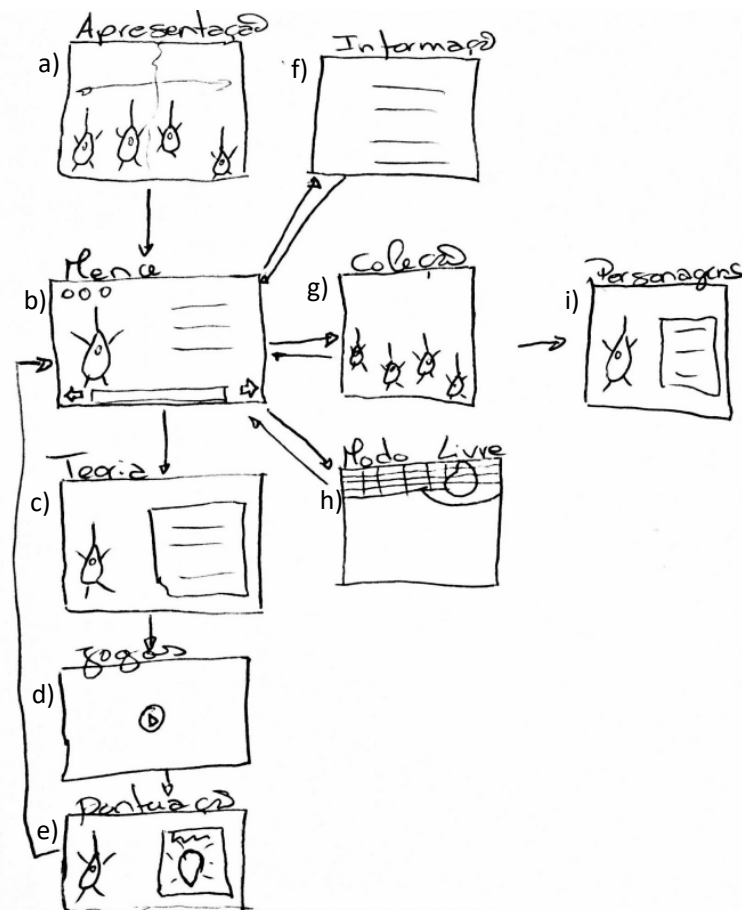 Apresentação
a)
Informação
f)
Menu
b)
Coleção
g)
Personagens
i)
Teoria
c)
Modo Livre
h)
Jogos
d)
Pontuação
e)